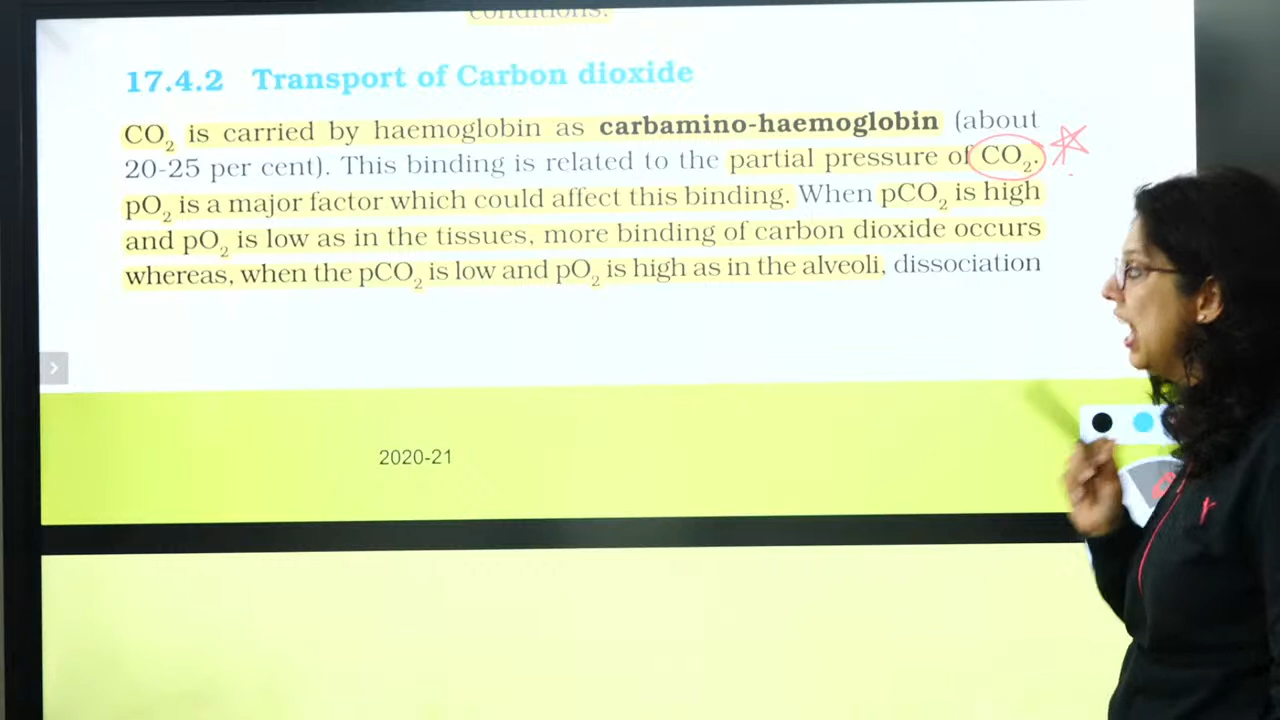 conditions.
17.4.2 Transport of Carbon dioxide
CO₂ is carried by haemoglobin as carbamino-haemoglobin (about
20-25 per cent). This binding is related to the partial pressure of CO₂.
pO₂ is a major factor which could affect this binding. When pCO₂ is high
and pO₂ is low as in the tissues, more binding of carbon dioxide occurs
whereas, when the pCO₂ is low and pO₂ is high as in the alveoli, dissociation
2020-21